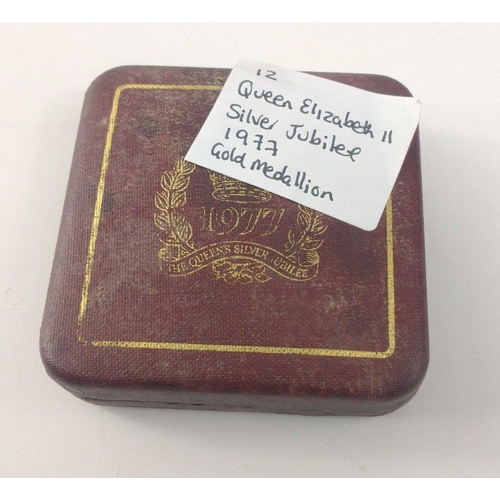 12
Queen Elizabeth II
Silver Jubilee
1977
Gold Medallion
1977
THE QUEEN'S SILVER JUBILEE